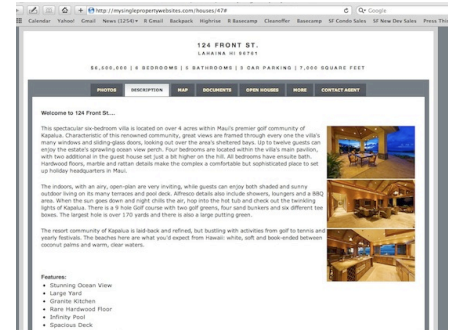 http://mysinglepropertywebsites.com/houses/47#
Google
Calendar Yahoo! Gmail News (1254) R Gmail Backpack Highrise R Basecamp Cleanoffer Basecamp SF Condo Sales SF New Dev Sales Press This
124 FRONT ST.
LAHAINA HI 96761
6 BEDROOMS | 6 BATHROOMS | 3 CAR PARKING | 7,000 SQUARE FEET
PHOTOS DESCRIPTION MAP DOCUMENTS OPEN HOUSES MORE CONTACT AGENT
Welcome to 124 Front St....
This spectacular six-bedroom villa is located on over 4 acres within Maui's premier golf community of
Kapalua. Characteristic of this renowned community, great views are framed through every one the villa's
many windows and sliding-glass doors, looking out over the area's sheltered bays. Up to twelve guests can
enjoy the estate's sprawling ocean view perch. Four bedrooms are located within the villa's main pavilion,
with two additional in the guest house set just a bit higher on the hill. All bedrooms have ensuite bath.
Hardwood floors, marble and rattan details make the complex a comfortable but sophisticated place to set
up holiday headquarters in Maui.
The indoors, with an airy, open-plan are very inviting, while guests can enjoy both shaded and sunny
outdoor living on its many terraces and pool deck. Alfresco details also include showers, loungers and a BBQ
area. When the sun goes down and night chills the air, hop into the hot tub and check out the twinkling
lights of Kapalua. There is a 9 hole Golf course with two golf greens, four sand bunkers and six different tee
boxes. The largest hole is over 170 yards and there is also a large putting green.
The resort community of Kapalua is laid-back and refined, but bustling with activities from golf to tennis and
yearly festivals. The beaches here are what you'd expect from Hawaii: white, soft and book-ended between
coconut palms and warm, clear waters.
Features:
Stunning Ocean View
Large Yard
Granite Kitchen
Rare Hardwood Floor
Infinity Pool
Spacious Deck